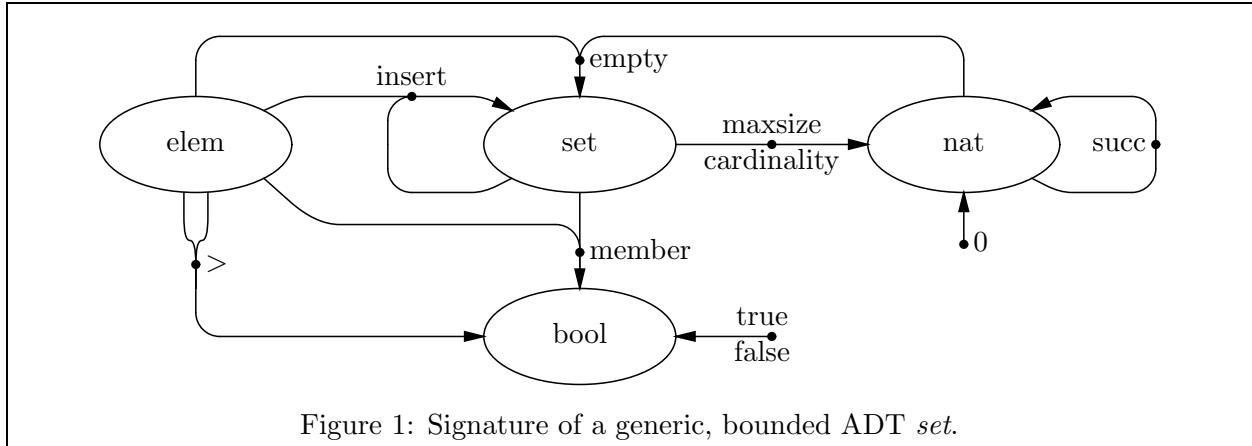 empty
insert
maxsize
elem
set
nat
succ
cardinality
0
member
>
true
bool
false
Figure 1: Signature of a generic, bounded ADT set.